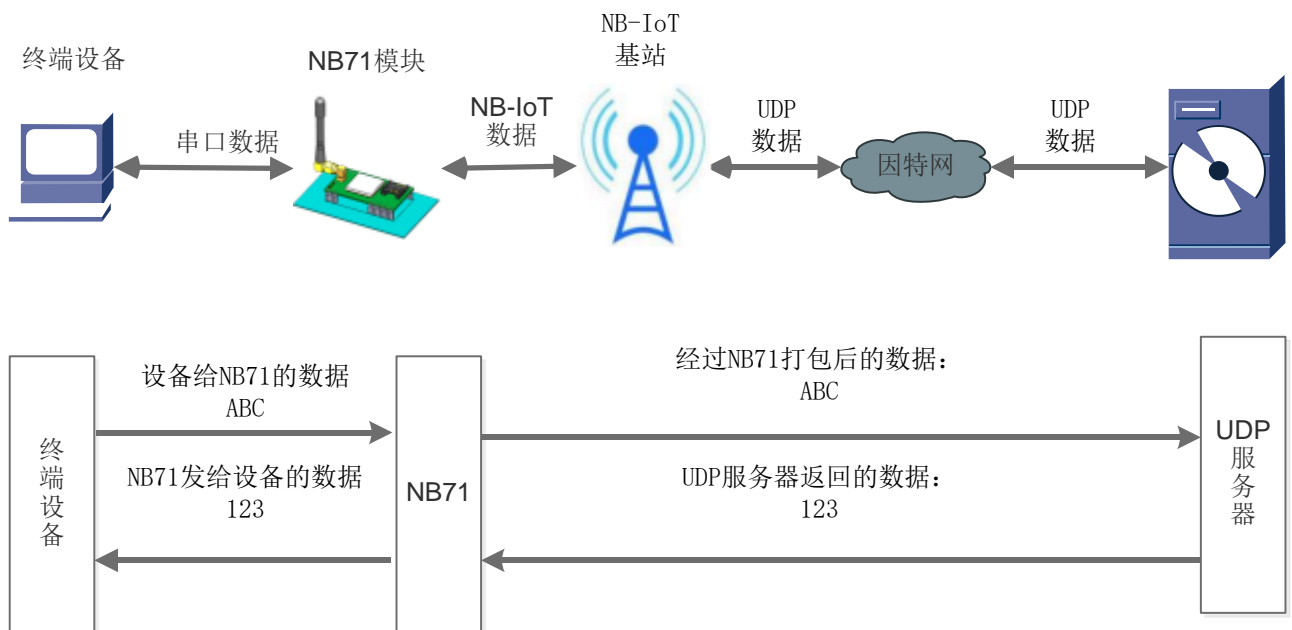 NB-IoT
基站
终端设备
NB71模块
串口数据
NB-IoT
数据
UDP
数据
因特网
UDP
数据
设备给NB71的数据
ABC
经过NB71打包后的数据：
ABC
终端设备
NB71发给设备的数据
123
NB71
UDP服务器返回的数据：
123
UDP
服务器